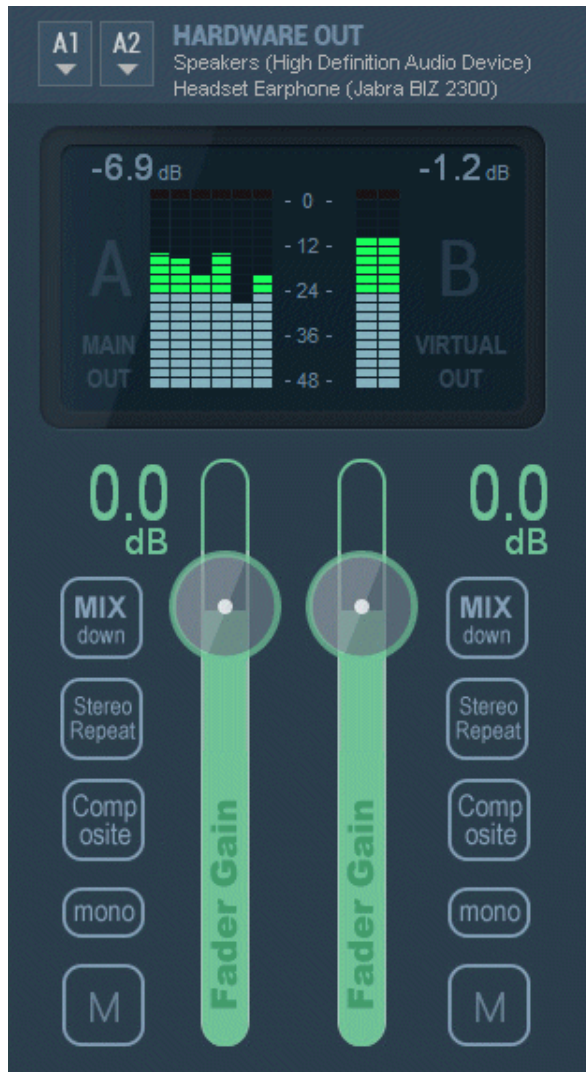 A1 A2 HARDWARE OUT
Speakers (High Definition Audio Device)
Headset Earphone (Jabra BIZ 2300)
-6.9 dB -1.2 dB
- 0 -
- 12 -
A - 24 - B
- 36 -
MAIN VIRTUAL
OUT - 48 - OUT
0.0 0.0
dB dB
MIX MIX
down down
Stereo Stereo
Repeat Repeat
Comp Comp
osite osite
mono mono
Fader Gain Fader Gain
M M